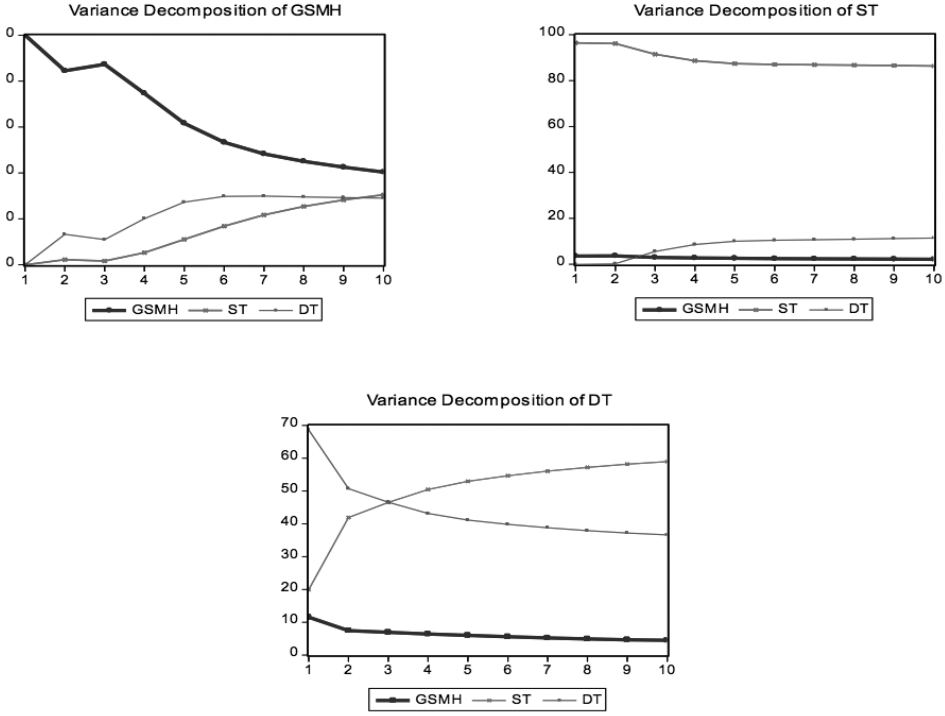 Variance Decomposition of GSMH
0
0
0
0
0
0
1 2 3 4 5 6 7 8 9 10
GSMH ST DT
Variance Decomposition of ST
100
80
60
40
20
0
1 2 3 4 5 6 7 8 9 10
GSMH ST DT
Variance Decomposition of DT
70
60
50
40
30
20
10
0
1 2 3 4 5 6 7 8 9 10
GSMH ST DT